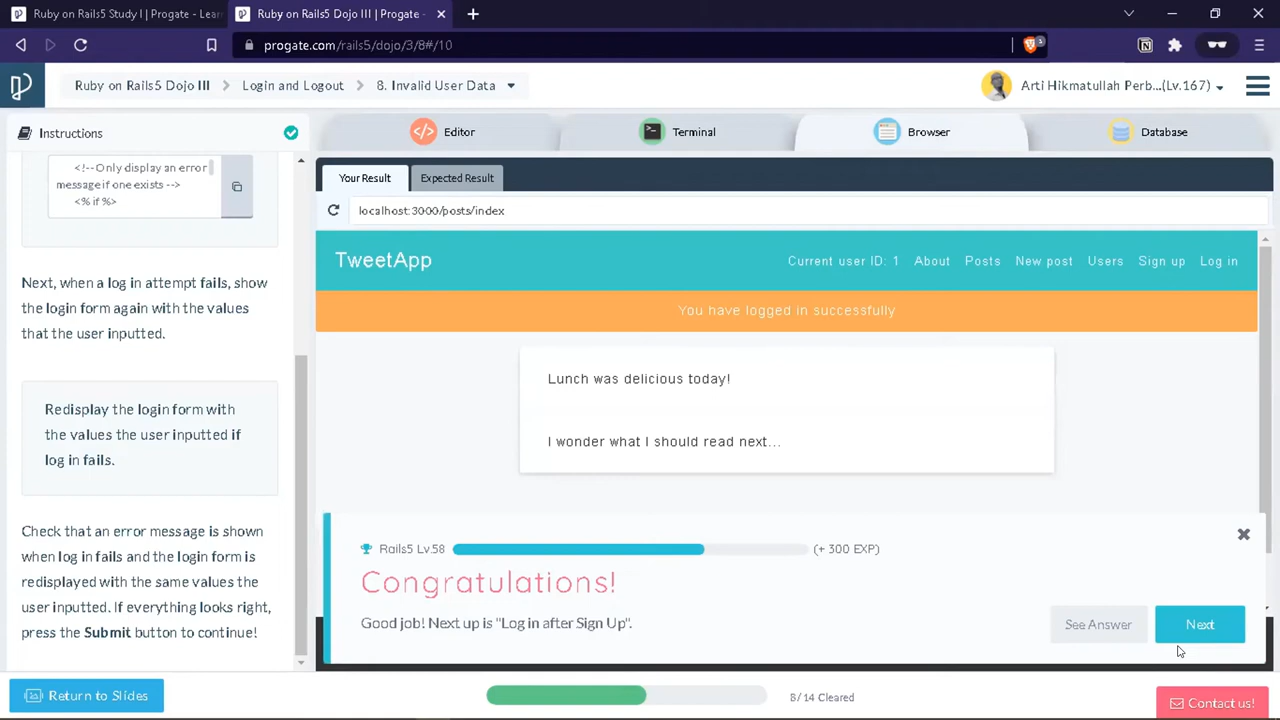 Ruby on Rails5 Study I | Progate - Lear
Ruby on Rails5 Dojo III | Progate -
progate.com/rails5/dojo/3/8#/10
3
Ruby on Rails5 Dojo III
Login and Logout
8. Invalid User Data
Arti Hikmatullah Perb...(Lv.167)
Instructions
Editor
Terminal
Browser
Database
<!--Only display an error
message if one exists -->
<% if %>
Next, when a log in attempt fails, show
the login form again with the values
that the user inputted.
Redisplay the login form with
the values the user inputted if
log in fails.
Check that an error message is shown
when log in fails and the login form is
redisplayed with the same values the
user inputted. If everything looks right,
press the Submit button to continue!
Your Result
Expected Result
localhost:3000/posts/index
TweetApp
Current user ID: 1
About
Posts
New post
Users
Sign up
Log in
You have logged in successfully
Lunch was delicious today!
I wonder what I should read next...
Rails5 Lv.58
(+ 300 EXP)
Congratulations!
Good job! Next up is "Log in after Sign Up".
See Answer
Next
Return to Slides
8/14 Cleared
Contact us!